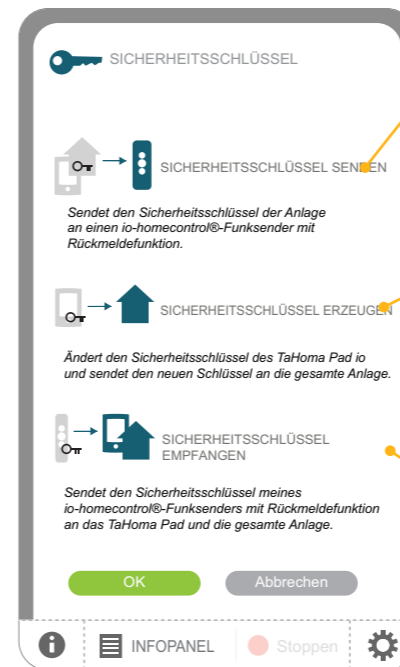 SICHERHEITSSCHLÜSSEL
SICHERHEITSSCHLÜSSEL SENDEN
Sendet den Sicherheitsschlüssel der Anlage
an einen io-homecontrol®-Funksender mit
Rückmeldefunktion.
SICHERHEITSSCHLÜSSEL ERZEUGEN
Ändert den Sicherheitsschlüssel des TaHoma Pad io
und sendet den neuen Schlüssel an die gesamte Anlage.
SICHERHEITSSCHLÜSSEL
EMPFANGEN
Sendet den Sicherheitsschlüssel meines
io-homecontrol®-Funksenders mit Rückmeldefunktion
an das TaHoma Pad und die gesamte Anlage.
OK Abbrechen
INFOPANEL Stoppen